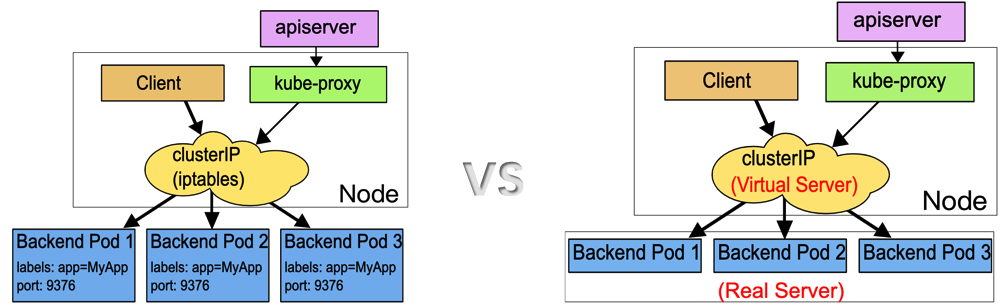 apiserver
Client
kube-proxy
clusterIP
(iptables)
Node
Backend Pod 1
labels: app=MyApp
port: 9376
Backend Pod 2
labels: app=MyApp
port: 9376
Backend Pod 3
labels: app=MyApp
port: 9376
VS
apiserver
Client
kube-proxy
clusterIP
(Virtual Server)
Node
Backend Pod 1
Backend Pod 2
Backend Pod 3
(Real Server)